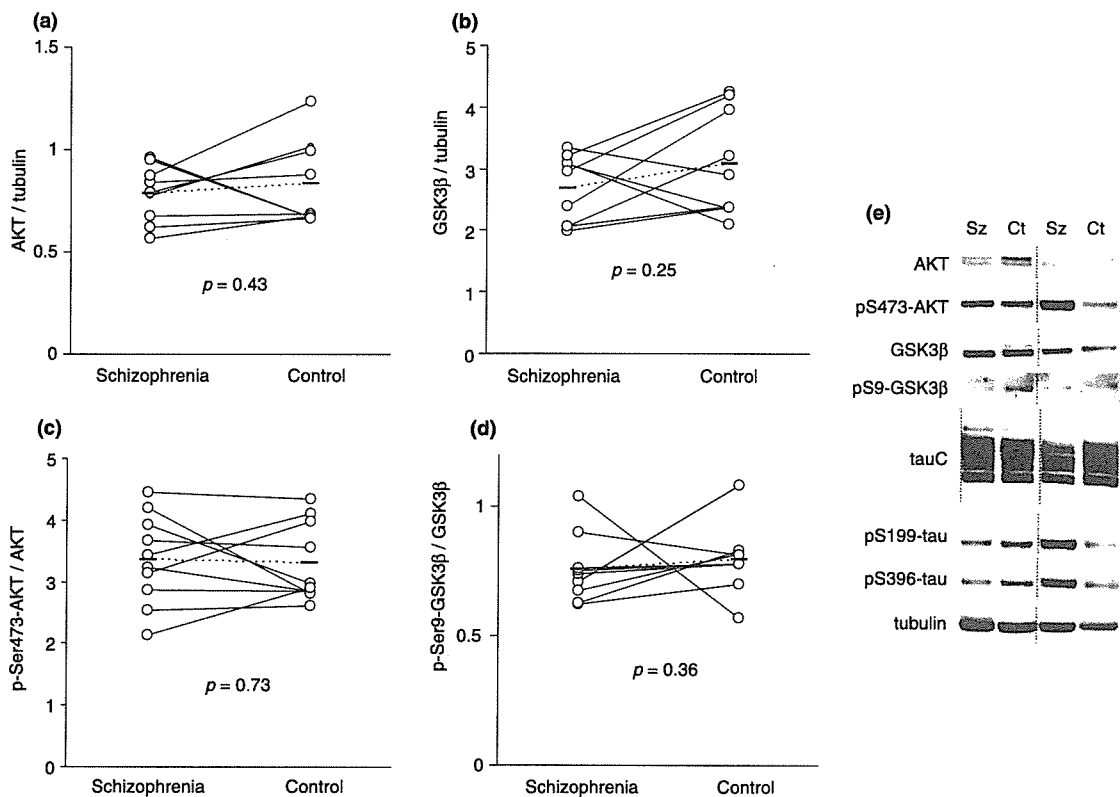 (a)
1.5
1
0.5
0
AKT / tubulin
p = 0.43
Schizophrenia Control
(b)
5
4
3
2
1
0
GSK3β / tubulin
p = 0.25
Schizophrenia Control
(c)
5
4
3
2
1
0
p-Ser473-AKT / AKT
p = 0.73
Schizophrenia Control
(d)
1
0.5
0
p-Ser9-GSK3β / GSK3β
p = 0.36
Schizophrenia Control
(e)
Sz Ct Sz Ct
AKT
pS473-AKT
GSK3β
pS9-GSK3β
tauC
pS199-tau
pS396-tau
tubulin